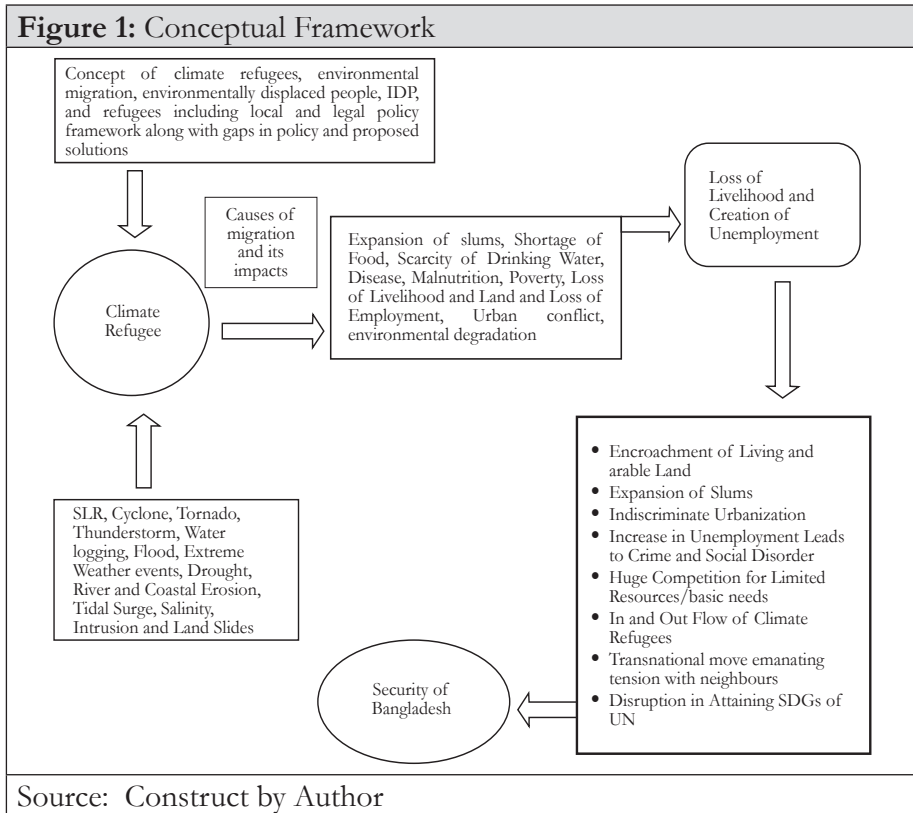 Figure 1: Conceptual Framework
Concept of climate refugees, environmental
migration, environmentally displaced people, IDP,
and refugees including local and legal policy
framework along with gaps in policy and proposed
solutions
Causes of
migration
and its
impacts
Climate
Refugee
Expansion of slums, Shortage of
Food, Scarcity of Drinking Water,
Disease, Malnutrition, Poverty, Loss
of Livelihood and Land and Loss of
Employment, Urban conflict,
environmental degradation
Loss of
Livelihood and
Creation of
Unemployment
SLR, Cyclone, Tornado,
Thunderstorm, Water
logging, Flood, Extreme
Weather events, Drought,
River and Coastal Erosion,
Tidal Surge, Salinity,
Intrusion and Land Slides
• Encroachment of Living and
arable Land
• Expansion of Slums
• Indiscriminate Urbanization
• Increase in Unemployment Leads
to Crime and Social Disorder
• Huge Competition for Limited
Resources/basic needs
• In and Out Flow of Climate
Refugees
• Transnational move emanating
tension with neighbours
• Disruption in Attaining SDGs of
UN
Security of
Bangladesh
Source: Construct by Author